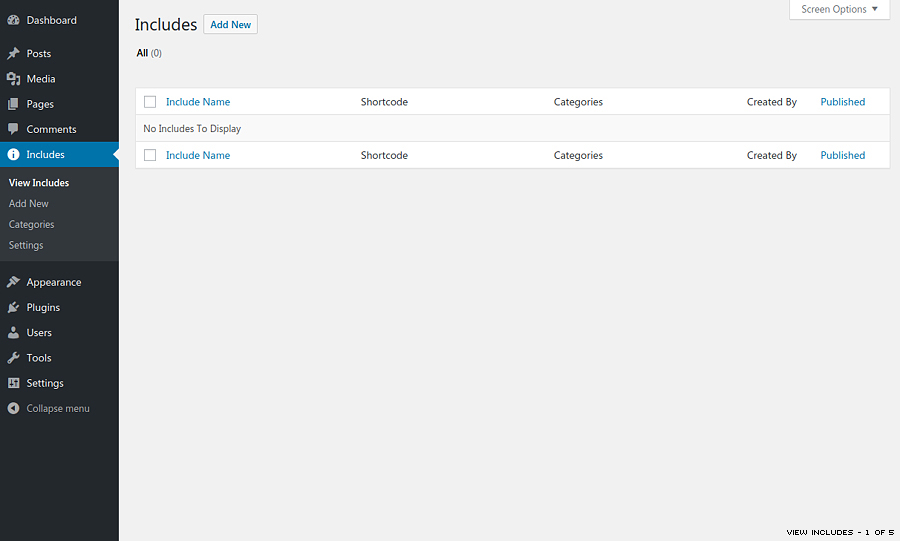 Dashboard
Posts
Media
Pages
Comments
Includes
View Includes
Add New
Categories
Settings
Appearance
Plugins
Users
Tools
Settings
Collapse menu
Screen Options ▼
Includes Add New
All (0)
Include Name Shortcode Categories Created By Published
No Includes To Display
Include Name Shortcode Categories Created By Published
VIEW INCLUDES - 1 OF 5